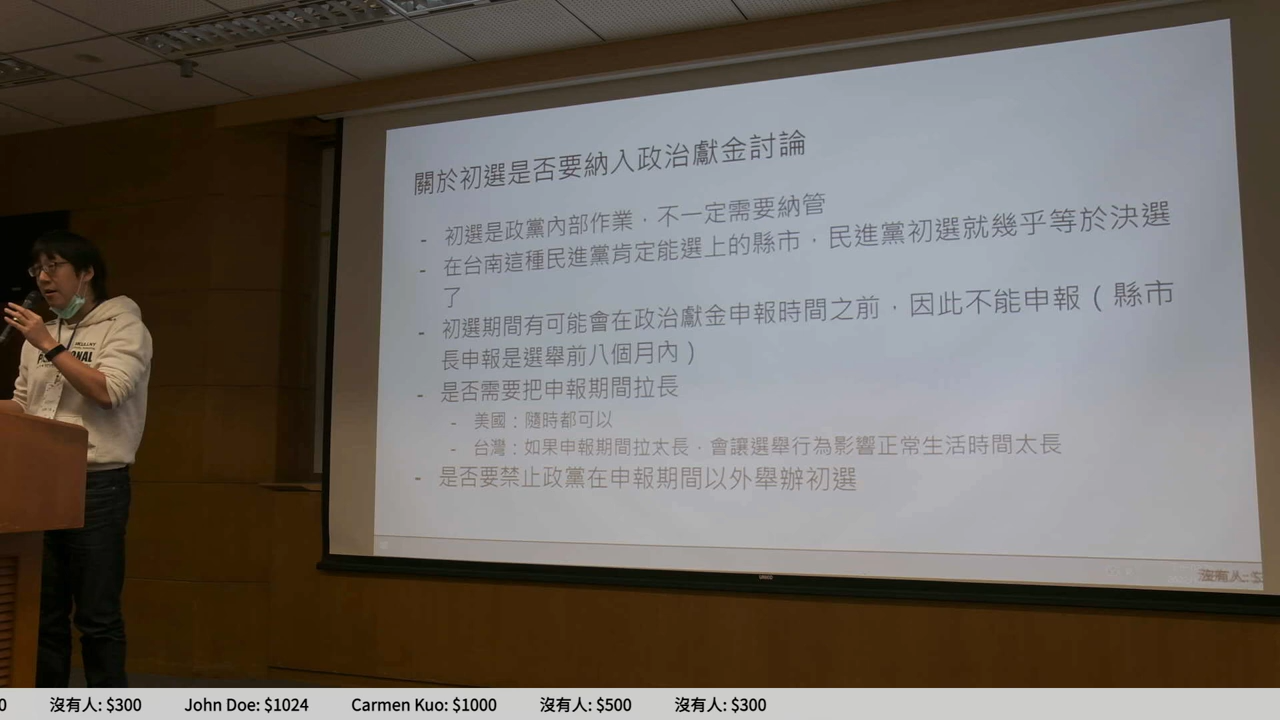 關於初選是否要納入政治獻金討論
- 初選是政黨內部作業，不一定需要納管
- 在台南這種民進黨肯定能選上的縣市，民進黨初選就幾乎等於決選
了
- 初選期間有可能會在政治獻金申報時間之前，因此不能申報（縣市
長申報是選舉前八個月內）
- 是否需要把申報期間拉長
- 美國：隨時都可以
- 台灣：如果申報期間拉太長，會讓選舉行為影響正常生活時間太長
- 是否要禁止政黨在申報期間以外舉辦初選
沒有人: $
0 沒有人: $300 John Doe: $1024 Carmen Kuo: $1000 沒有人: $500 沒有人: $300